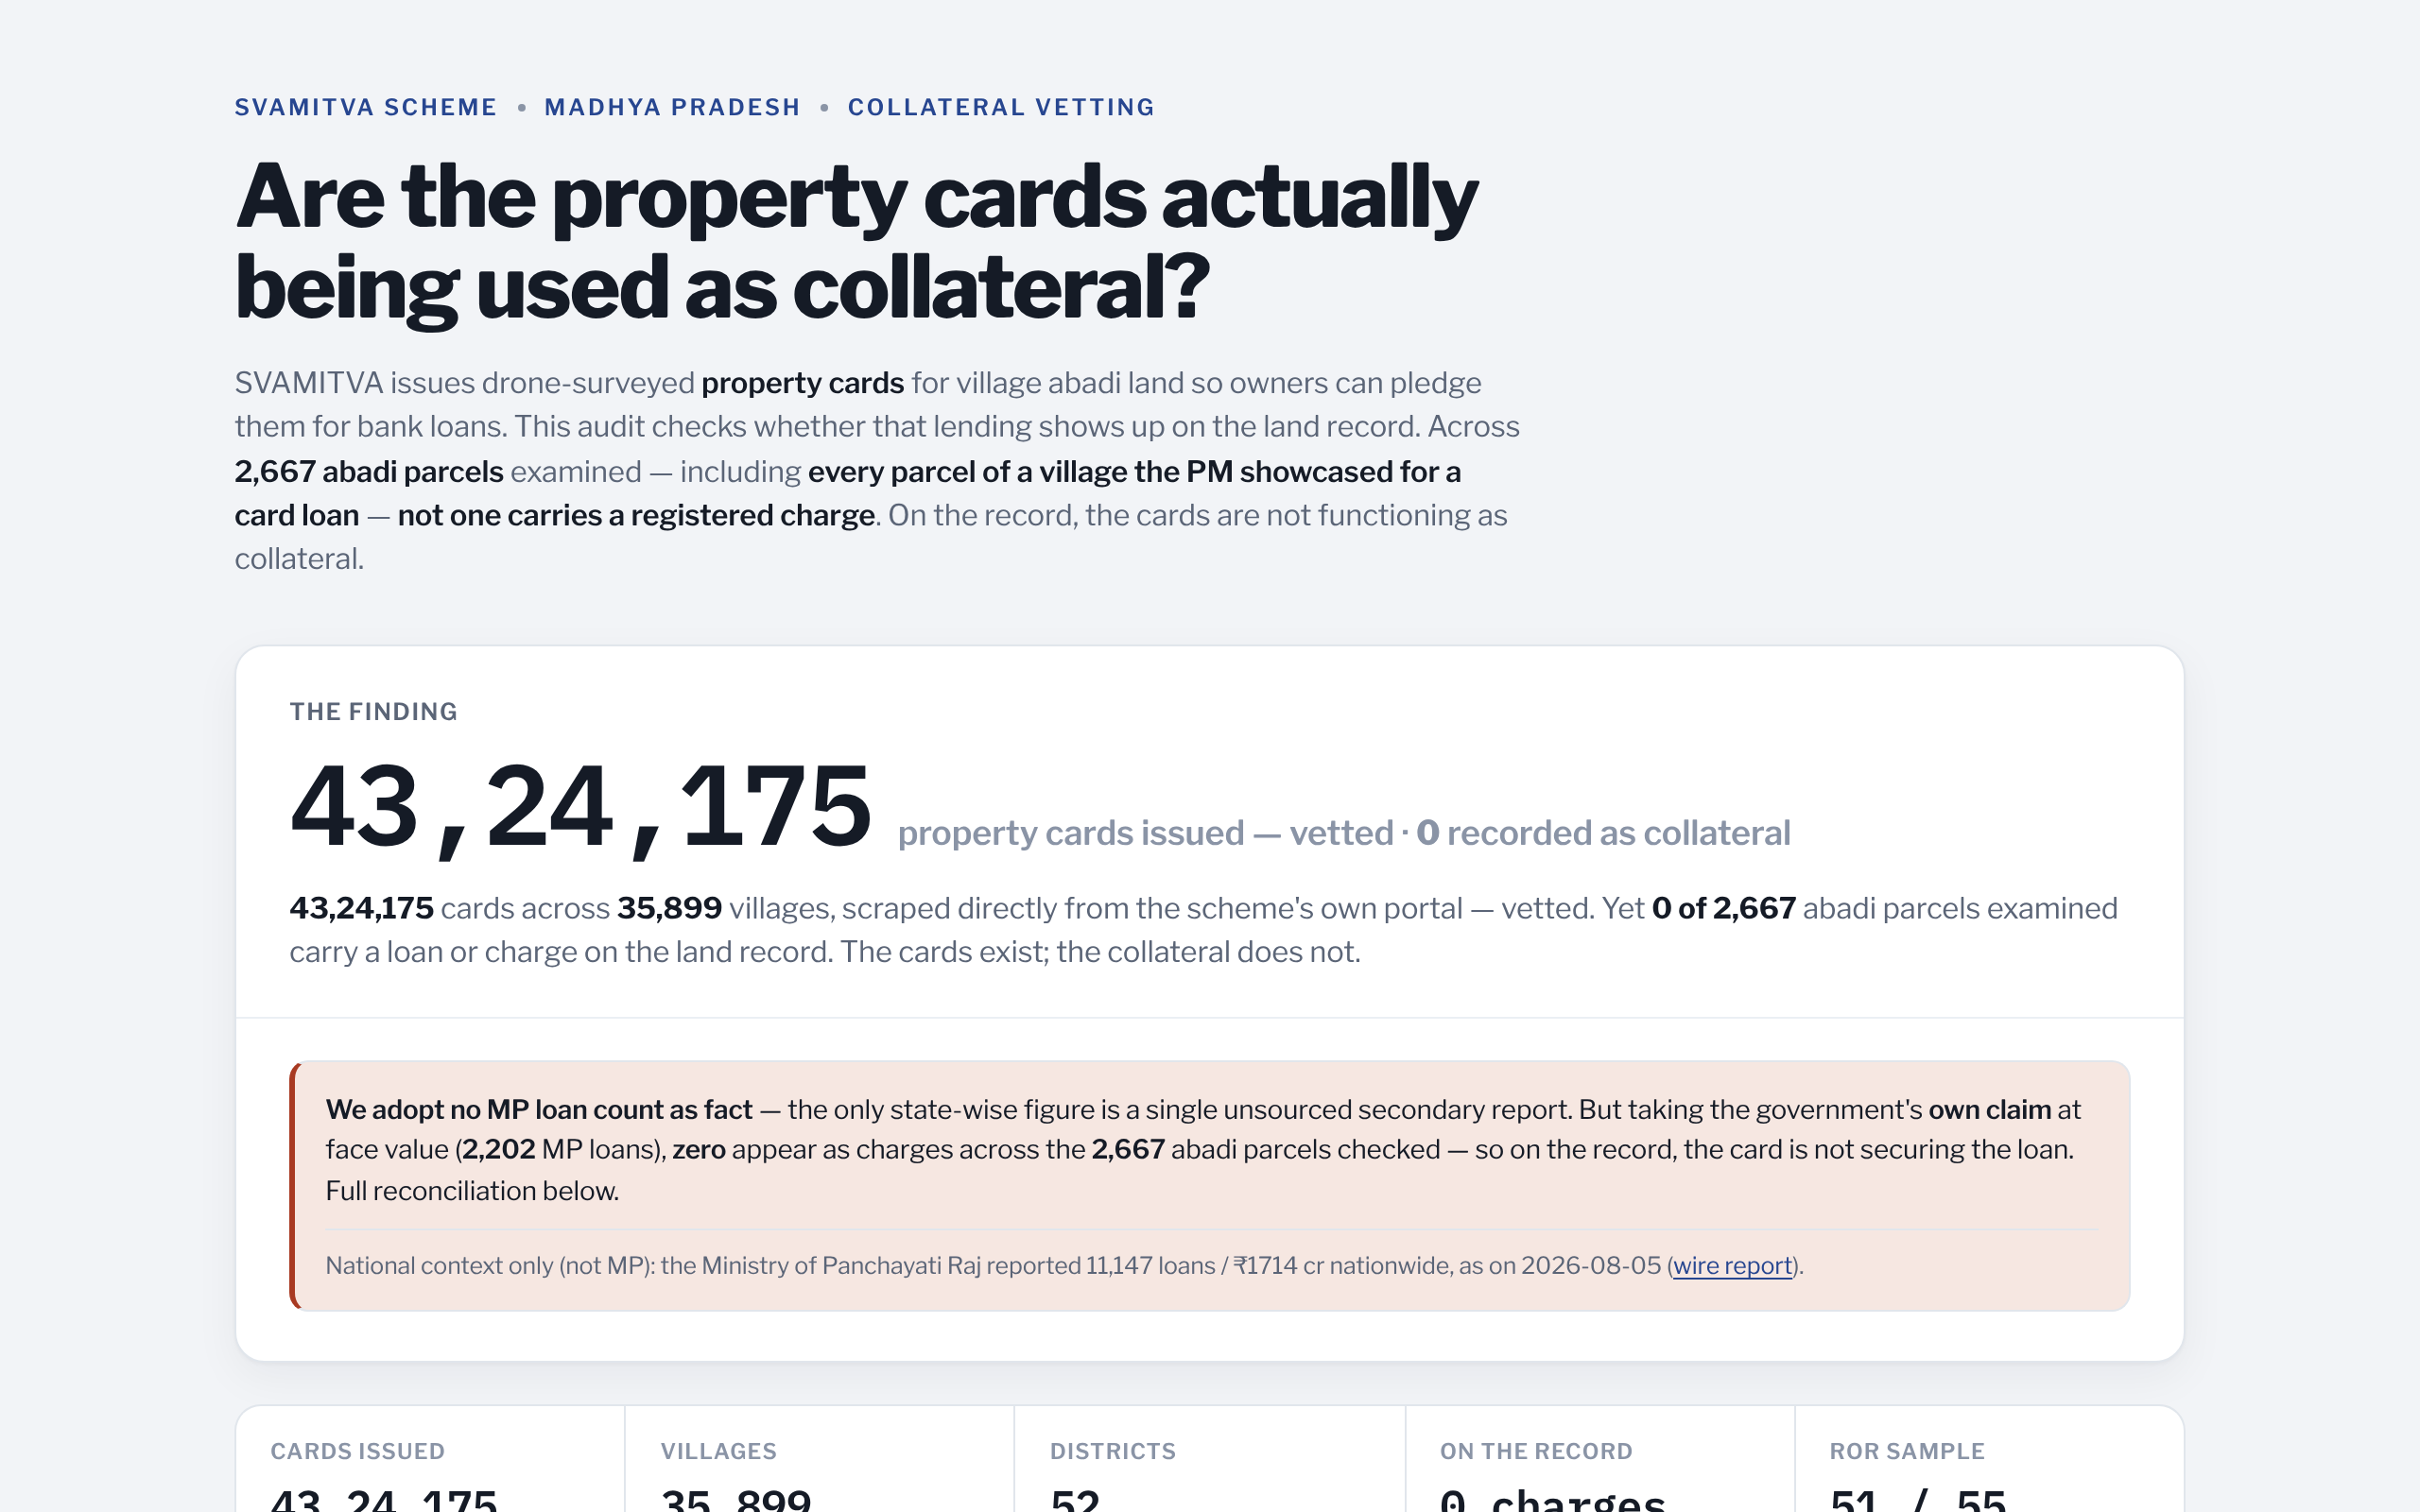 SVAMITVA SCHEME • MADHYA PRADESH • COLLATERAL VETTING
Are the property cards actually
being used as collateral?
SVAMITVA issues drone-surveyed property cards for village abadi land so owners can pledge
them for bank loans. This audit checks whether that lending shows up on the land record. Across
2,667 abadi parcels examined — including every parcel of a village the PM showcased for a
card loan — not one carries a registered charge. On the record, the cards are not functioning as
collateral.
THE FINDING
43,24,175 property cards issued — vetted · 0 recorded as collateral
43,24,175 cards across 35,899 villages, scraped directly from the scheme's own portal — vetted. Yet 0 of 2,667 abadi parcels examined
carry a loan or charge on the land record. The cards exist; the collateral does not.
We adopt no MP loan count as fact — the only state-wise figure is a single unsourced secondary report. But taking the government's own claim at
face value (2,202 MP loans), zero appear as charges across the 2,667 abadi parcels checked — so on the record, the card is not securing the loan.
Full reconciliation below.
National context only (not MP): the Ministry of Panchayati Raj reported 11,147 loans / ₹1714 cr nationwide, as on 2026-08-05 (wire report).
CARDS ISSUED VILLAGES DISTRICTS ON THE RECORD ROR SAMPLE
43,24,175 35,899 52 0 charges 51 / 55